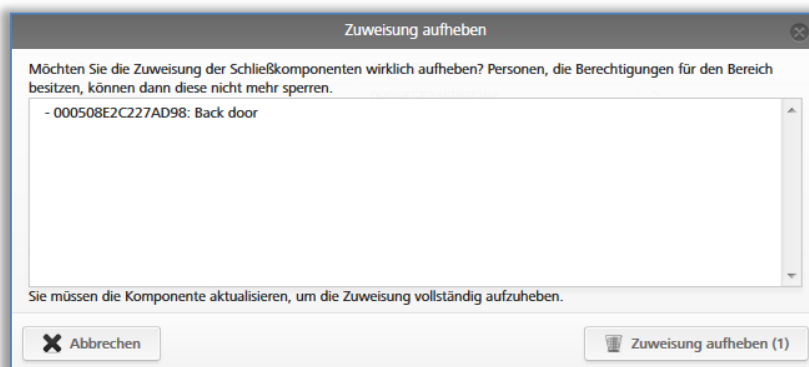 Zuweisung aufheben
Möchten Sie die Zuweisung der Schließkomponenten wirklich aufheben? Personen, die Berechtigungen für den Bereich
besitzen, können dann diese nicht mehr sperren.
- 000508E2C227AD98: Back door
Sie müssen die Komponente aktualisieren, um die Zuweisung vollständig aufzuheben.
Abbrechen
Zuweisung aufheben (1)